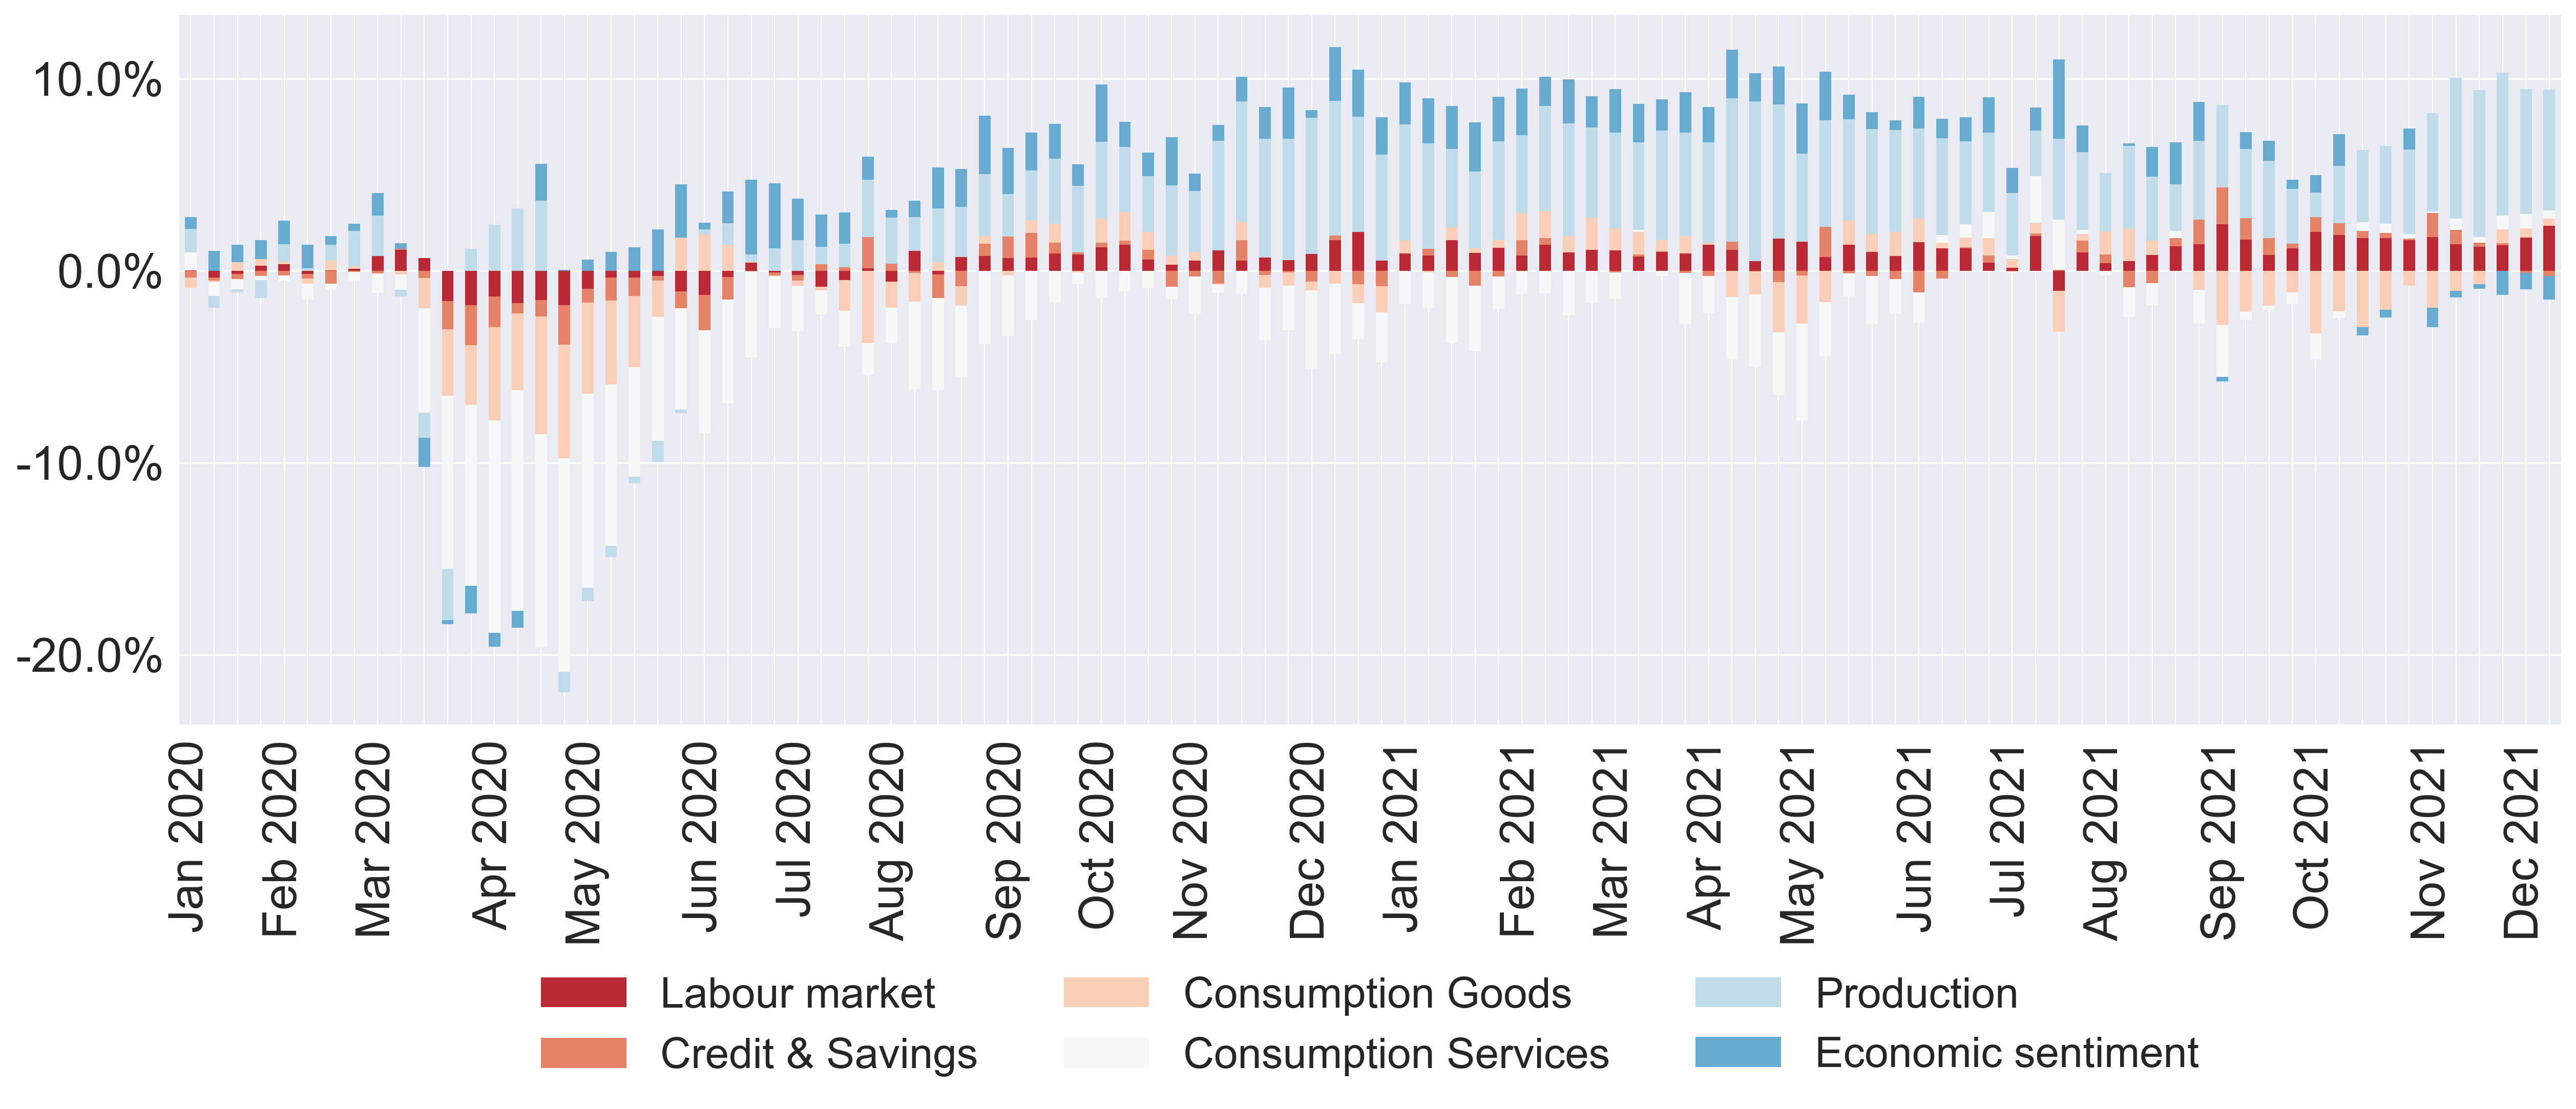 10.0%
0.0%
-10.0%
-20.0%
Jan 2020
Feb 2020
Mar 2020
Apr 2020
May 2020
Jun 2020
Jul 2020
Aug 2020
Sep 2020
Oct 2020
Nov 2020
Dec 2020
Jan 2021
Feb 2021
Mar 2021
Apr 2021
May 2021
Jun 2021
Jul 2021
Aug 2021
Sep 2021
Oct 2021
Nov 2021
Dec 2021
Labour market
Credit & Savings
Consumption Goods
Consumption Services
Production
Economic sentiment